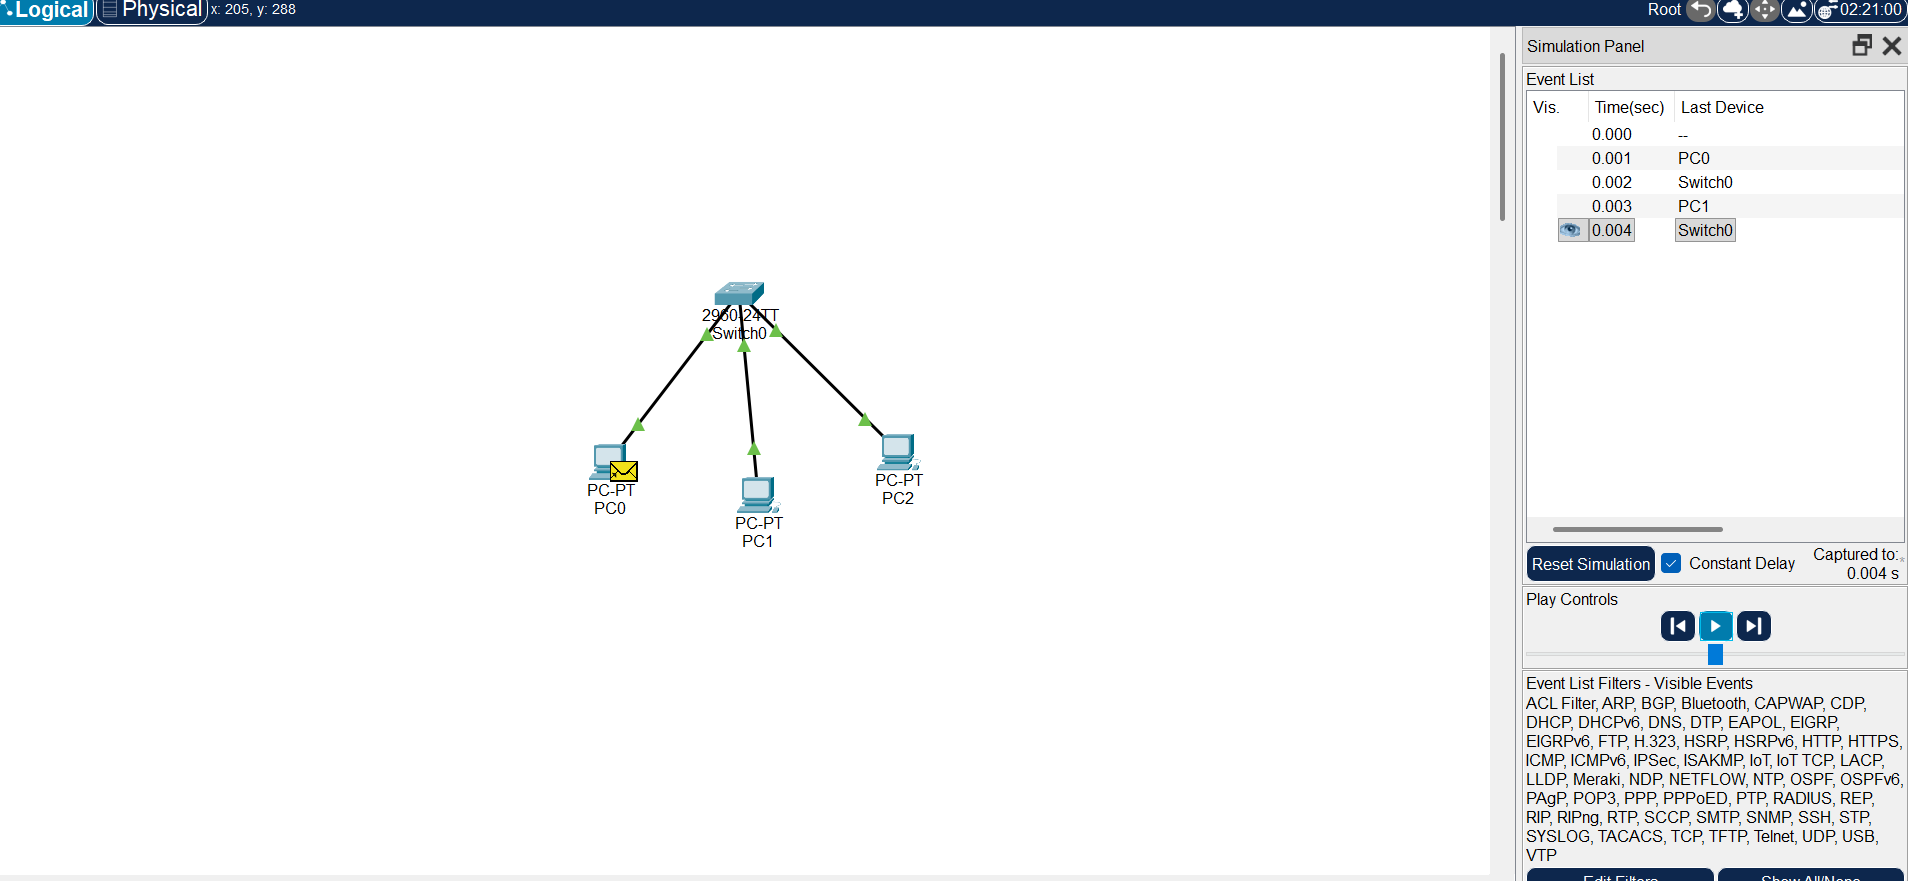 Logical Physical x: 205, y: 288 Root 02:21:00
Simulation Panel
Event List
Vis. Time(sec) Last Device
0.000 --
0.001 PC0
0.002 Switch0
0.003 PC1
0.004 Switch0
2960-24TT
Switch0
PC-PT
PC0
PC-PT
PC1
PC-PT
PC2
Reset Simulation Constant Delay Captured to:
0.004 s
Play Controls
Event List Filters - Visible Events
ACL Filter, ARP, BGP, Bluetooth, CAPWAP, CDP,
DHCP, DHCPv6, DNS, DTP, EAPOL, EIGRP,
EIGRPv6, FTP, H.323, HSRP, HSRPv6, HTTP, HTTPS,
ICMP, ICMPv6, IPSec, ISAKMP, IoT, IoT TCP, LACP,
LLDP, Meraki, NDP, NETFLOW, NTP, OSPF, OSPFv6,
PAgP, POP3, PPP, PPPoED, PTP, RADIUS, REP,
RIP, RIPng, RTP, SCCP, SMTP, SNMP, SSH, STP,
SYSLOG, TACACS, TCP, TFTP, Telnet, UDP, USB,
VTP
Edit Filters Show All/None